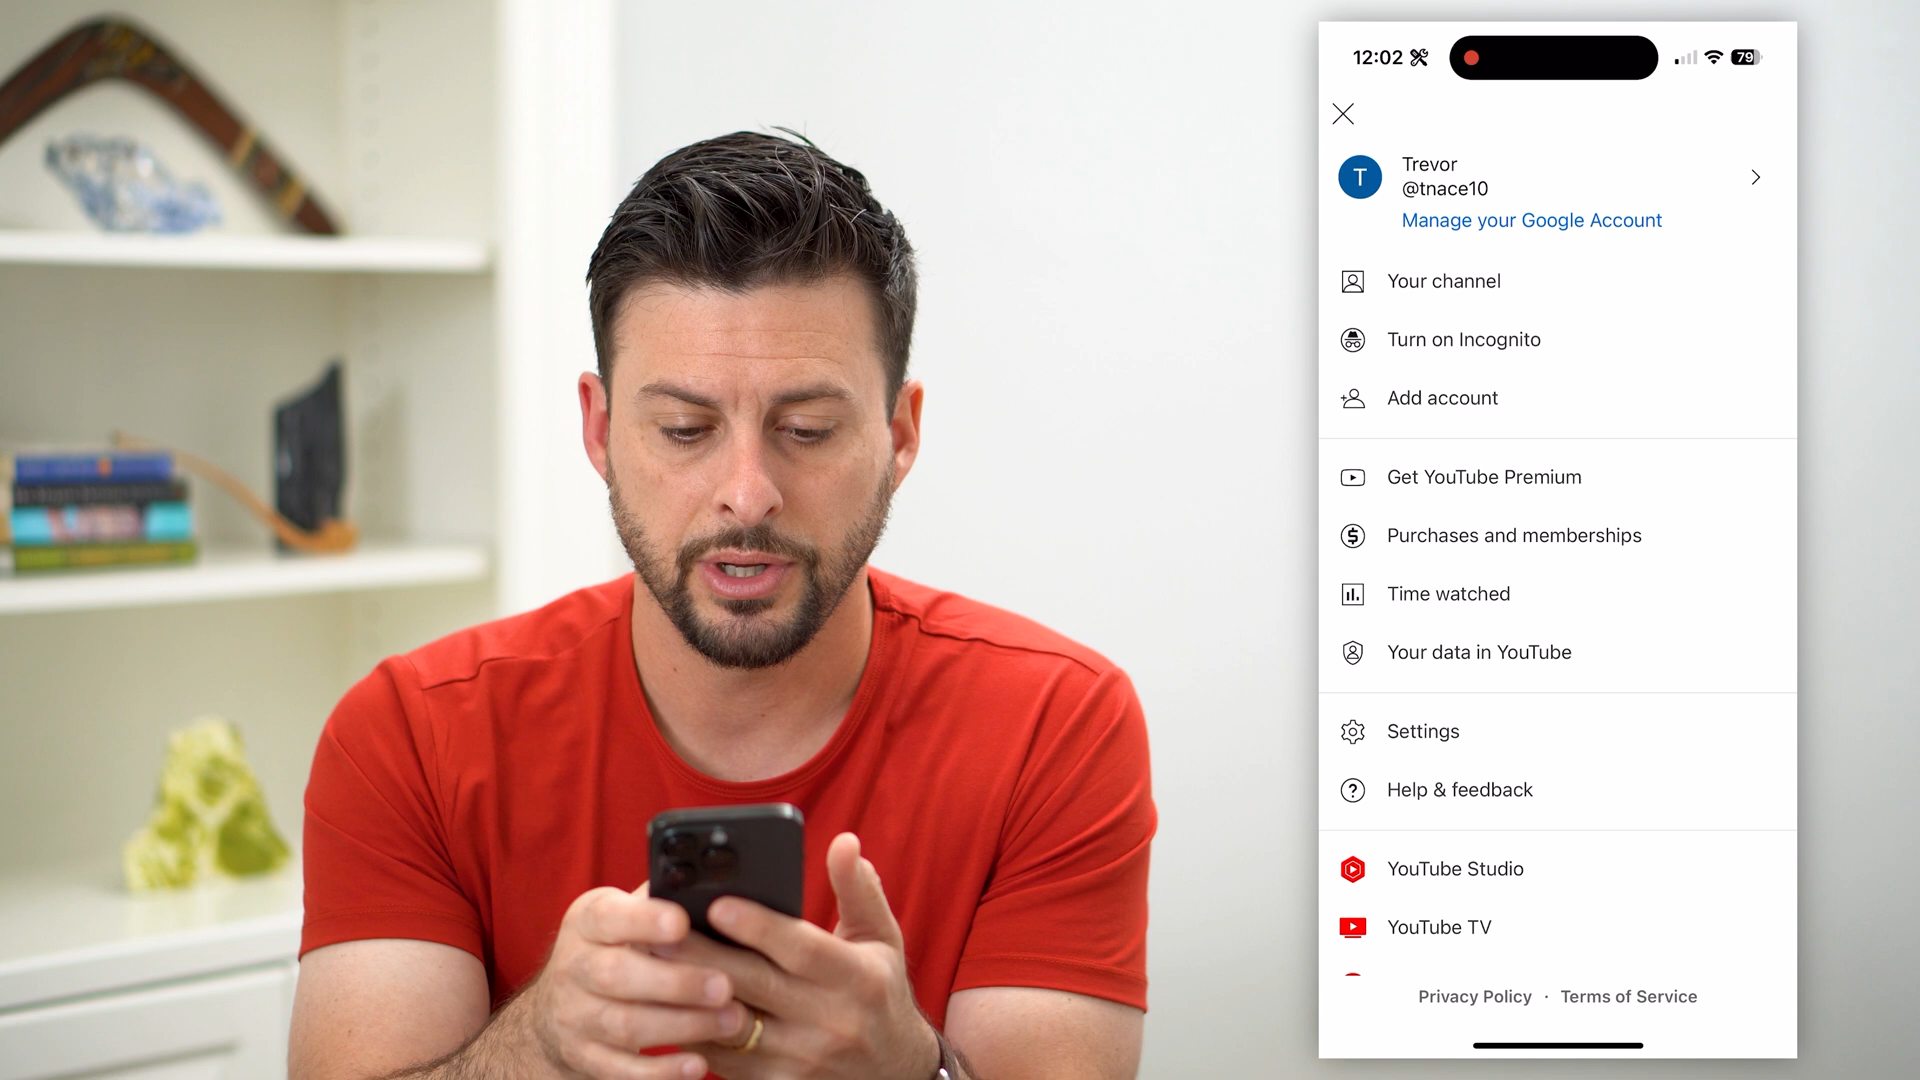 12:02
79
T
Trevor
@tnace10
Manage your Google Account
Your channel
Turn on Incognito
Add account
Get YouTube Premium
Purchases and memberships
Time watched
Your data in YouTube
Settings
Help & feedback
YouTube Studio
YouTube TV
Privacy Policy · Terms of Service